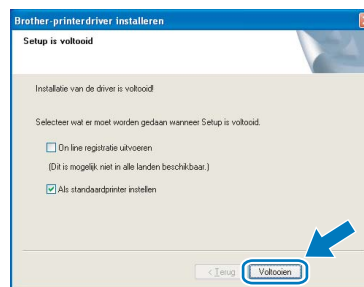 Brother-printerdriver installeren
Setup is voltooid
Installatie van de driver is voltooid!
Selecteer wat er moet worden gedaan wanneer Setup is voltooid.
On line registratie uitvoeren
(Dit is mogelijk niet in alle landen beschikbaar.)
Als standaardprinter instellen
< Terug
Voltooien